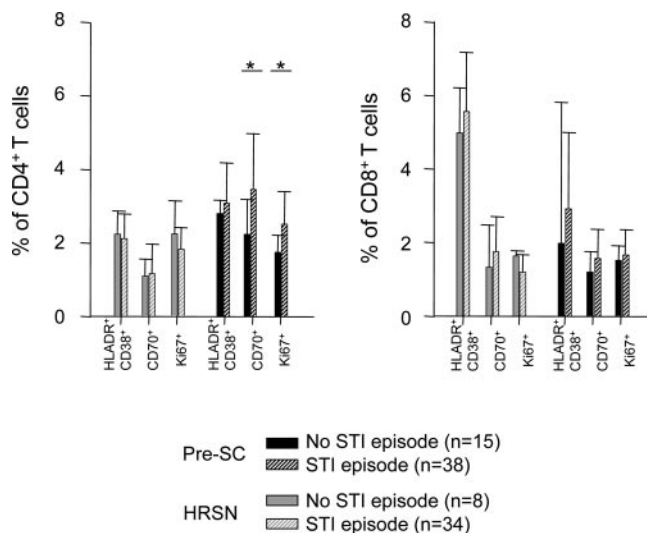 8
6
4
2
0
% of CD4+ T cells
* *
HLADR+
CD38+
CD70+
Ki67+
HLADR+
CD38+
CD70+
Ki67+
8
6
4
2
0
% of CD8+ T cells
HLADR+
CD38+
CD70+
Ki67+
HLADR+
CD38+
CD70+
Ki67+
Pre-SC
No STI episode (n=15)
STI episode (n=38)
HRSN
No STI episode (n=8)
STI episode (n=34)